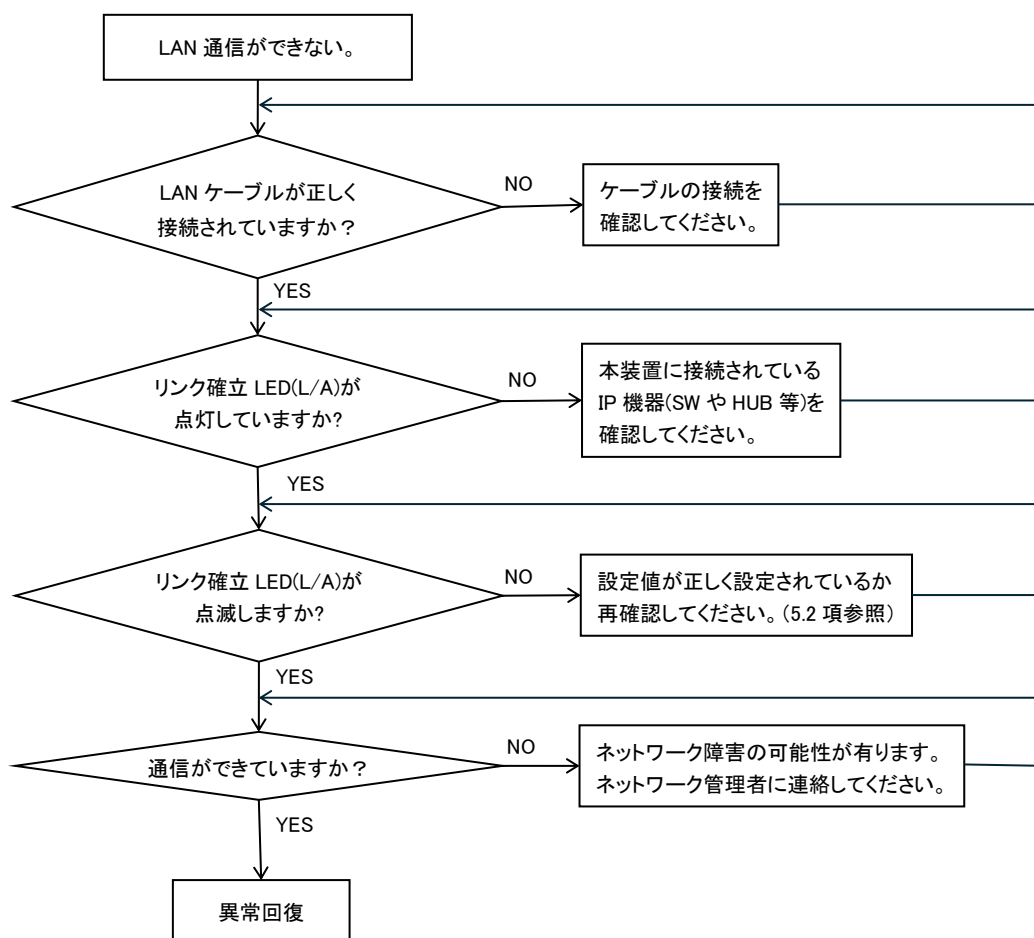 LAN 通信ができない。
LAN ケーブルが正しく
接続されていますか？
NO
ケーブルの接続を
確認してください。
YES
リンク確立 LED(L/A)が
点灯していますか?
NO
本装置に接続されている
IP 機器(SW や HUB 等)を
確認してください。
YES
リンク確立 LED(L/A)が
点滅しますか?
NO
設定値が正しく設定されているか
再確認してください。（5.2 項参照）
YES
通信ができていますか？
NO
ネットワーク障害の可能性が有ります。
ネットワーク管理者に連絡してください。
YES
異常回復